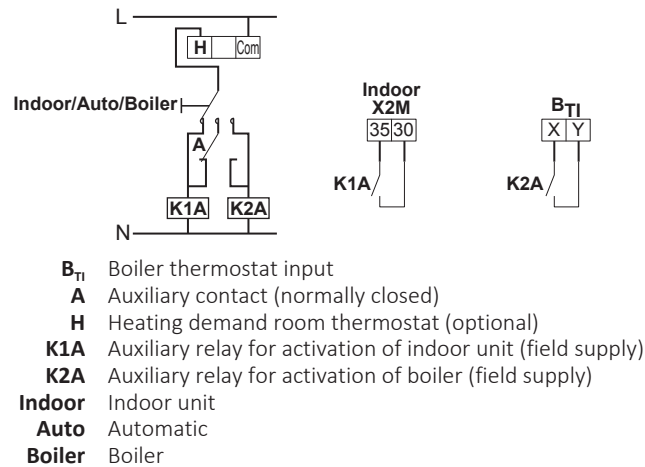 L
H Com
Indoor/Auto/Boiler
A
K1A K2A
N
Indoor
X2M
35 30
K1A
BTI
X Y
K2A
BTI Boiler thermostat input
A Auxiliary contact (normally closed)
H Heating demand room thermostat (optional)
K1A Auxiliary relay for activation of indoor unit (field supply)
K2A Auxiliary relay for activation of boiler (field supply)
Indoor Indoor unit
Auto Automatic
Boiler Boiler